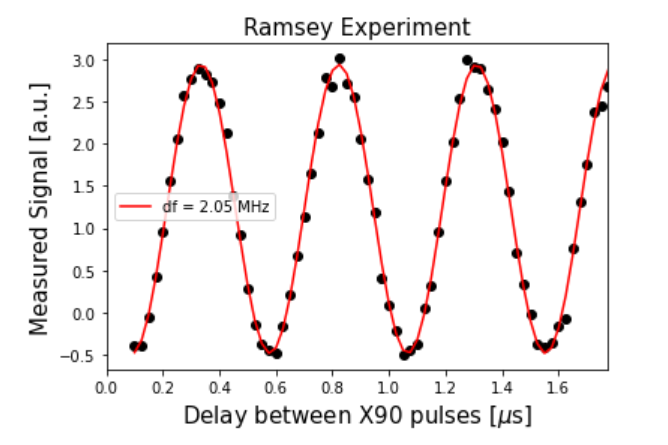 Ramsey Experiment
Measured Signal [a.u.]
3.0
2.5
2.0
1.5
1.0
0.5
0.0
−0.5
df = 2.05 MHz
0.0 0.2 0.4 0.6 0.8 1.0 1.2 1.4 1.6
Delay between X90 pulses [μs]